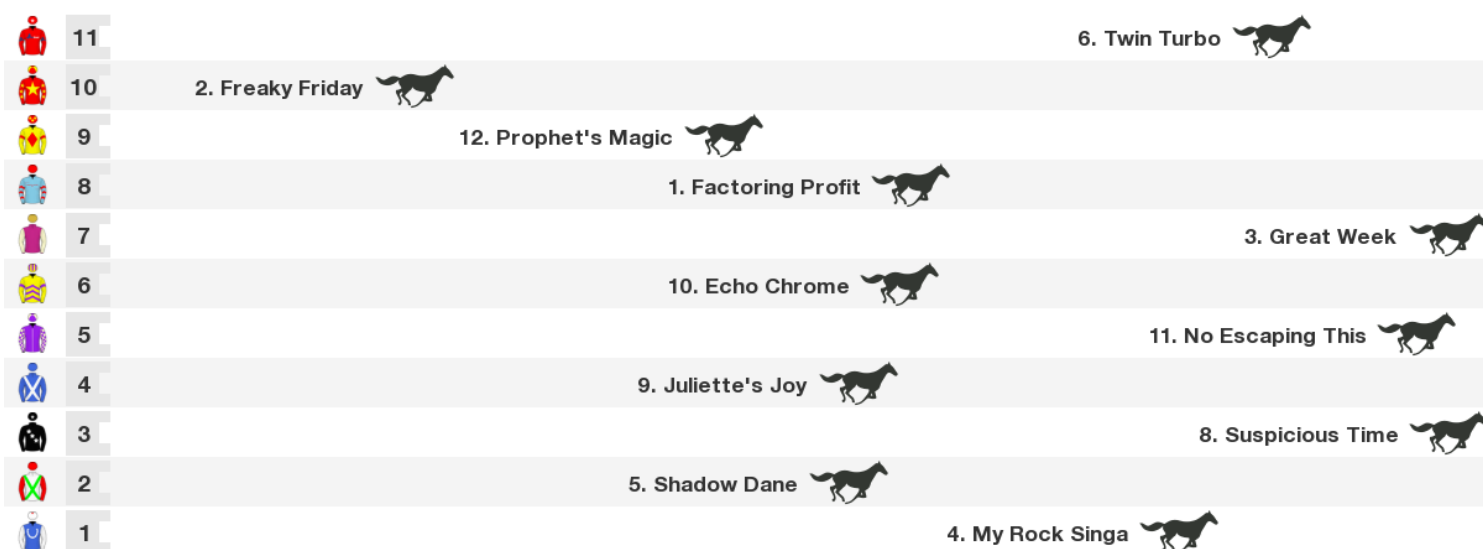 11 6. Twin Turbo
10 2. Freaky Friday
9 12. Prophet's Magic
8 1. Factoring Profit
7 3. Great Week
6 10. Echo Chrome
5 11. No Escaping This
4 9. Juliette's Joy
3 8. Suspicious Time
2 5. Shadow Dane
1 4. My Rock Singa